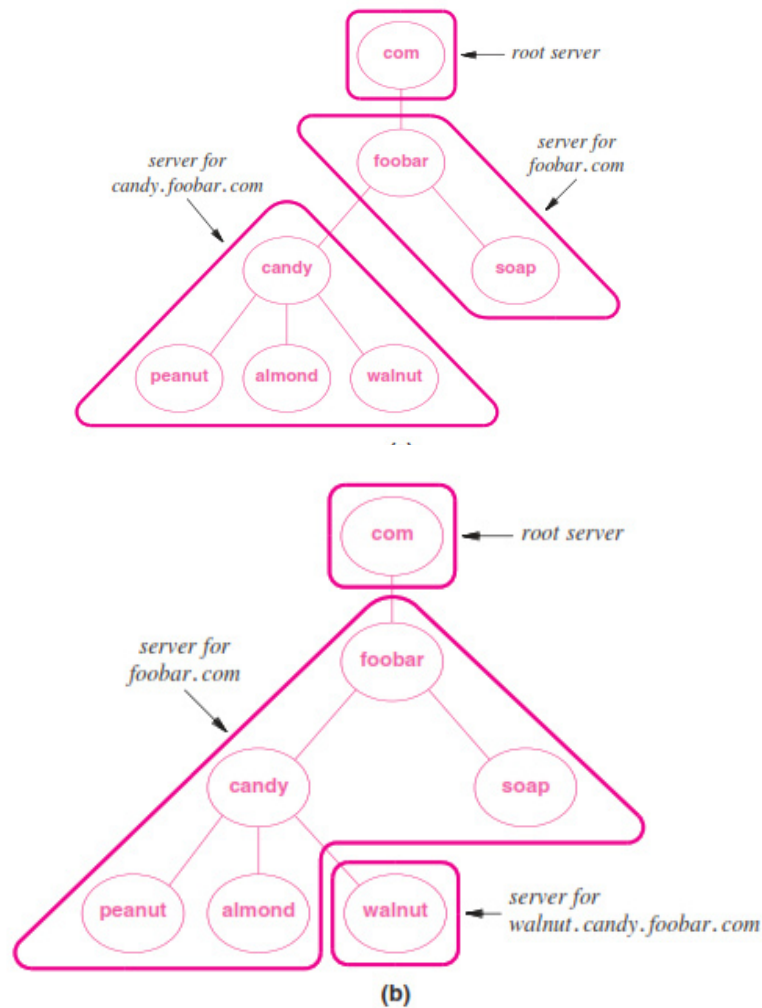 com
root server
server for
foobar.com
foobar
server for
candy.foobar.com
candy
soap
peanut
almond
walnut
com
root server
server for
foobar.com
foobar
candy
soap
peanut
almond
walnut
server for
walnut.candy.foobar.com
(b)